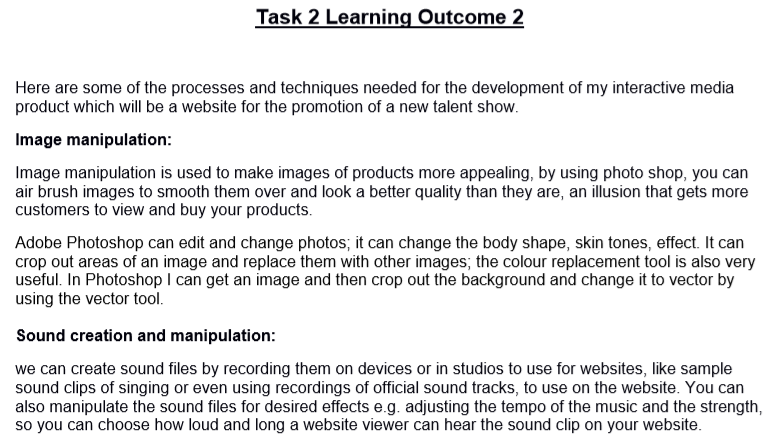 Task 2 Learning Outcome 2
Here are some of the processes and techniques needed for the development of my interactive media
product which will be a website for the promotion of a new talent show.
Image manipulation:
Image manipulation is used to make images of products more appealing, by using photo shop, you can
air brush images to smooth them over and look a better quality than they are, an illusion that gets more
customers to view and buy your products.
Adobe Photoshop can edit and change photos; it can change the body shape, skin tones, effect. It can
crop out areas of an image and replace them with other images; the colour replacement tool is also very
useful. In Photoshop I can get an image and then crop out the background and change it to vector by
using the vector tool.
Sound creation and manipulation:
we can create sound files by recording them on devices or in studios to use for websites, like sample
sound clips of singing or even using recordings of official sound tracks, to use on the website. You can
also manipulate the sound files for desired effects e.g. adjusting the tempo of the music and the strength,
so you can choose how loud and long a website viewer can hear the sound clip on your website.